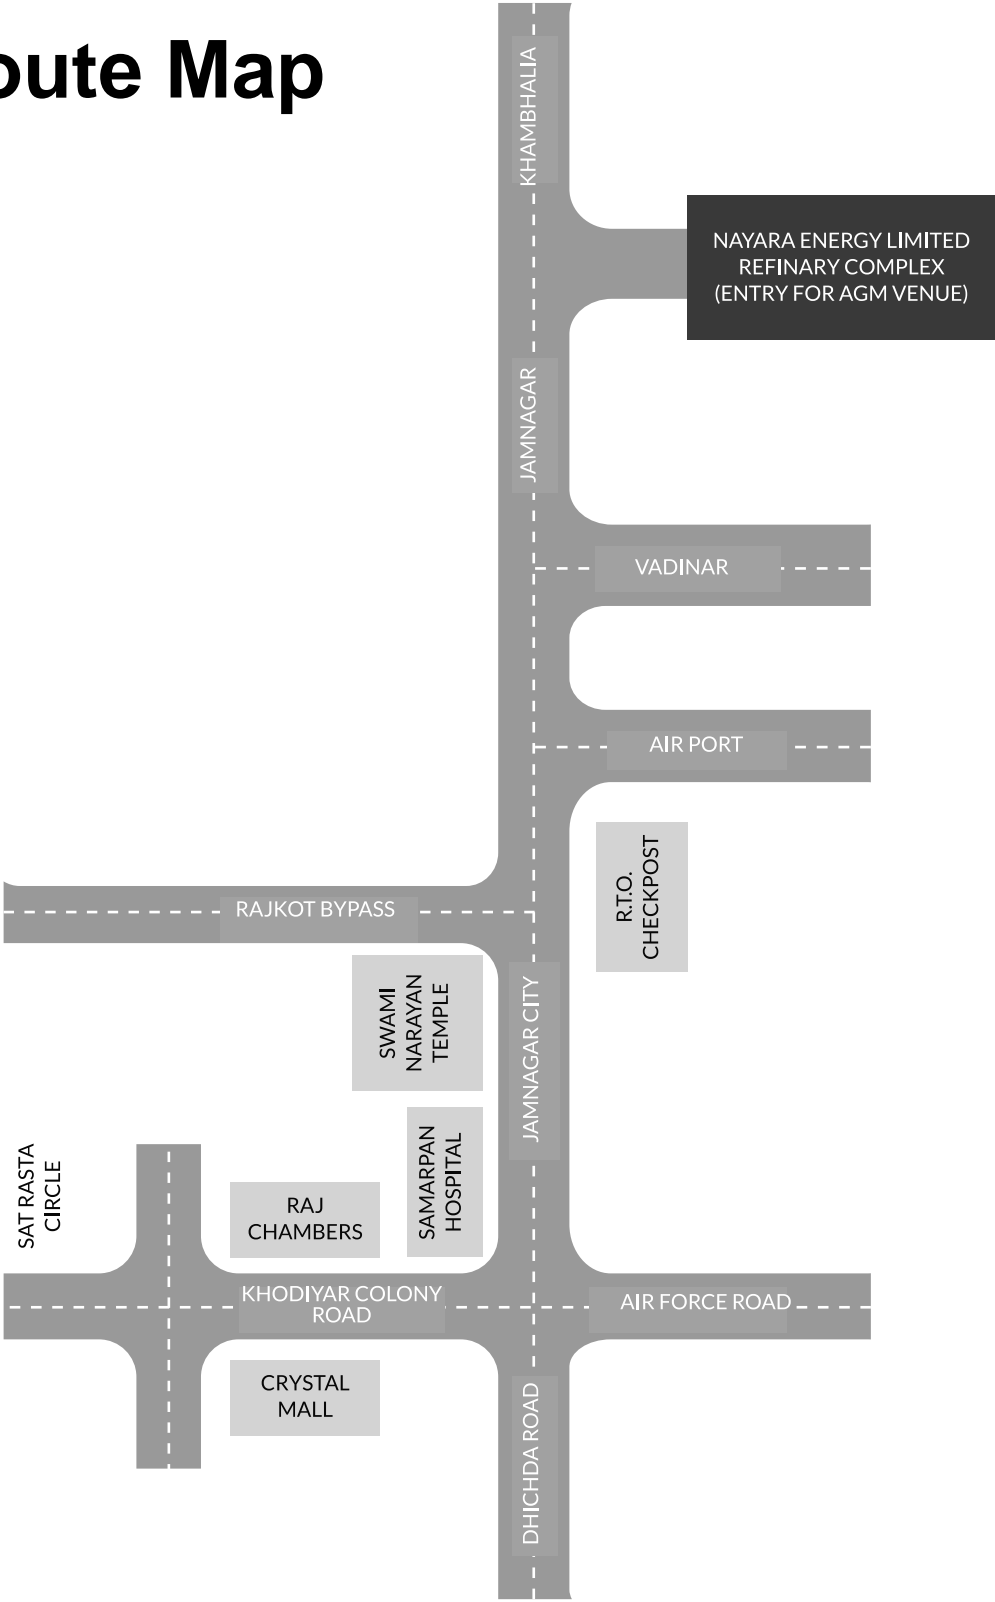 oute Map
KHAMBHALIA
NAYARA ENERGY LIMITED
REFINARY COMPLEX
(ENTRY FOR AGM VENUE)
JAMNAGAR
VADINAR
AIR PORT
R.T.O.
CHECKPOST
RAJKOT BYPASS
SWAMI
NARAYAN
TEMPLE
JAMNAGAR CITY
SAMARPAN
HOSPITAL
SAT RASTA
CIRCLE
RAJ
CHAMBERS
KHODIYAR COLONY
ROAD
AIR FORCE ROAD
CRYSTAL
MALL
DHICHDA ROAD